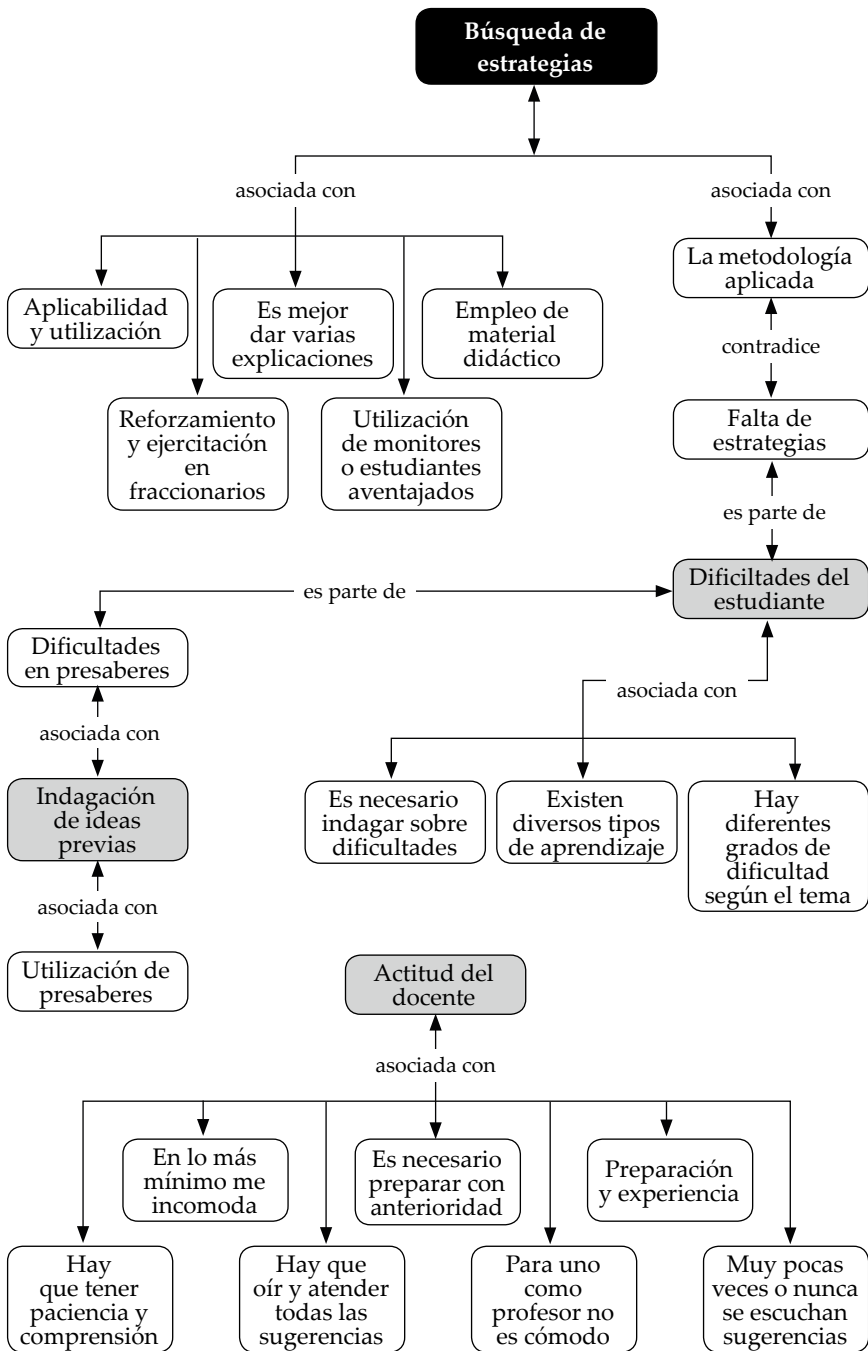 Búsqueda de
estrategias
asociada con
asociada con
La metodología
aplicada
Aplicabilidad
y utilización
Es mejor
dar varias
explicaciones
Empleo de
material
didáctico
contradice
Reforzamiento
y ejercitación
en
fraccionarios
Utilización
de monitores
o estudiantes
aventajados
Falta de
estrategias
es parte de
es parte de
Dificiltades del
estudiante
Dificultades
en presaberes
asociada con
asociada con
Indagación
de ideas
previas
Es necesario
indagar sobre
dificultades
Existen
diversos tipos
de aprendizaje
Hay
diferentes
grados de
dificultad
según el tema
asociada con
Utilización de
presaberes
Actitud del
docente
asociada con
En lo más
mínimo me
incomoda
Es necesario
preparar con
anterioridad
Preparación
y experiencia
Hay
que tener
paciencia y
comprensión
Hay que
oír y atender
todas las
sugerencias
Para uno
como
profesor no
es cómodo
Muy pocas
veces o nunca
se escuchan
sugerencias